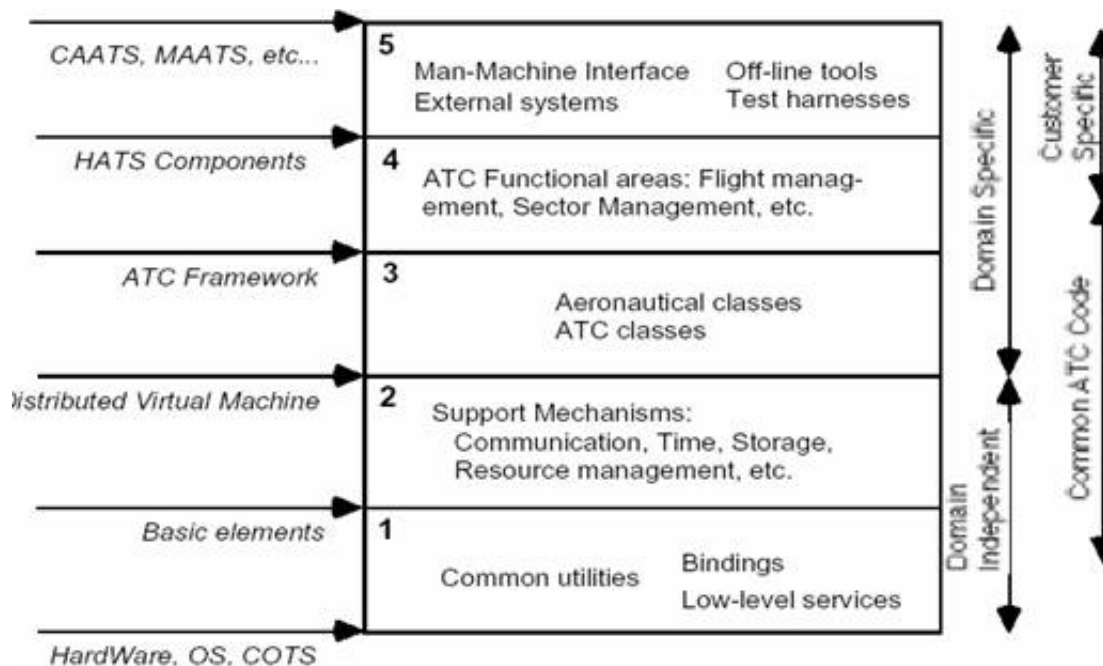 CAATS, MAATS, etc...
5
Man-Machine Interface
External systems
Off-line tools
Test harnesses
HATS Components
4
ATC Functional areas: Flight manag-
ement, Sector Management, etc.
ATC Framework
3
Aeronautical classes
ATC classes
Distributed Virtual Machine
2
Support Mechanisms:
Communication, Time, Storage,
Resource management, etc.
Basic elements
1
Common utilities
Bindings
Low-level services
HardWare, OS, COTS
Domain Specific
Domain
Independent
Customer
Specific
Common ATC Code